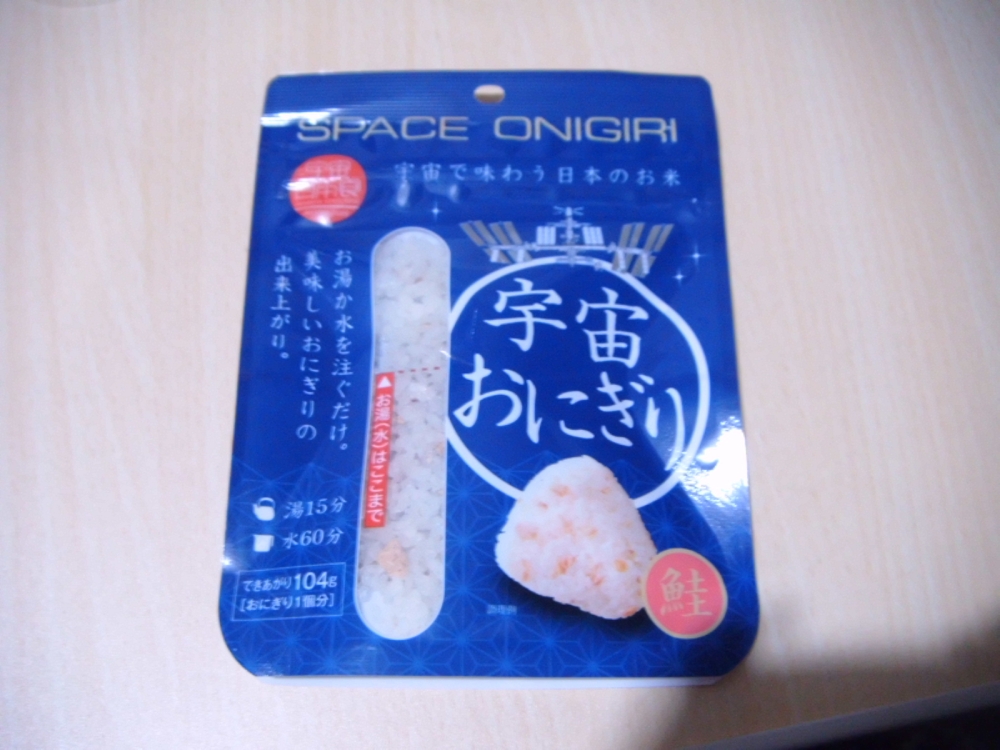 SPACE ONIGIRI
宇宙で味わう日本のお米
宇宙
おにぎり
お湯か水を注ぐだけ。
美味しいおにぎりの
出来上がり。
▲お湯(水)はここまで
湯15分
水60分
できあがり104g
[おにぎり1個分]
鮭